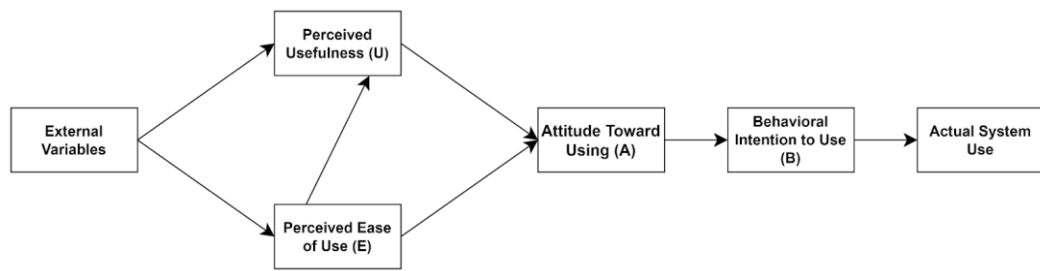 Perceived
Usefulness (U)
External
Variables
Attitude Toward
Using (A)
Behavioral
Intention to Use
(B)
Actual System
Use
Perceived Ease
of Use (E)